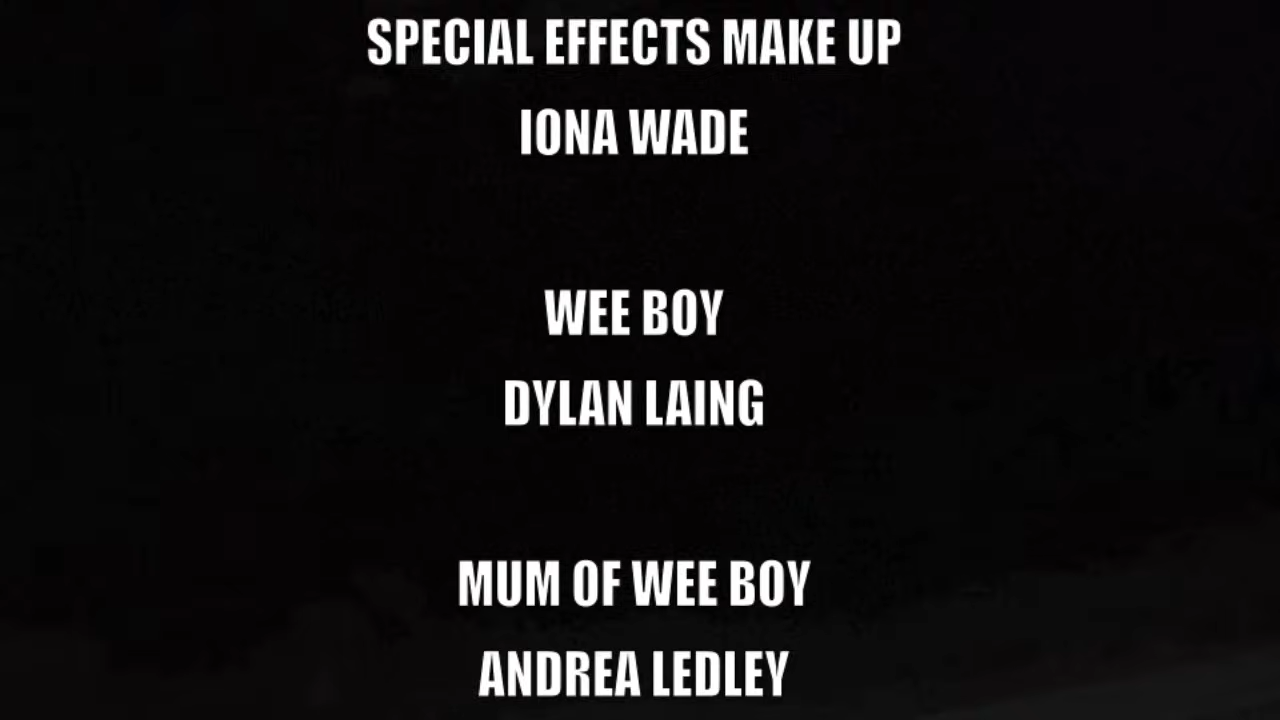 SPECIAL EFFECTS MAKE UP
IONA WADE
WEE BOY
DYLAN LAING
MUM OF WEE BOY
ANDREA LEDLEY